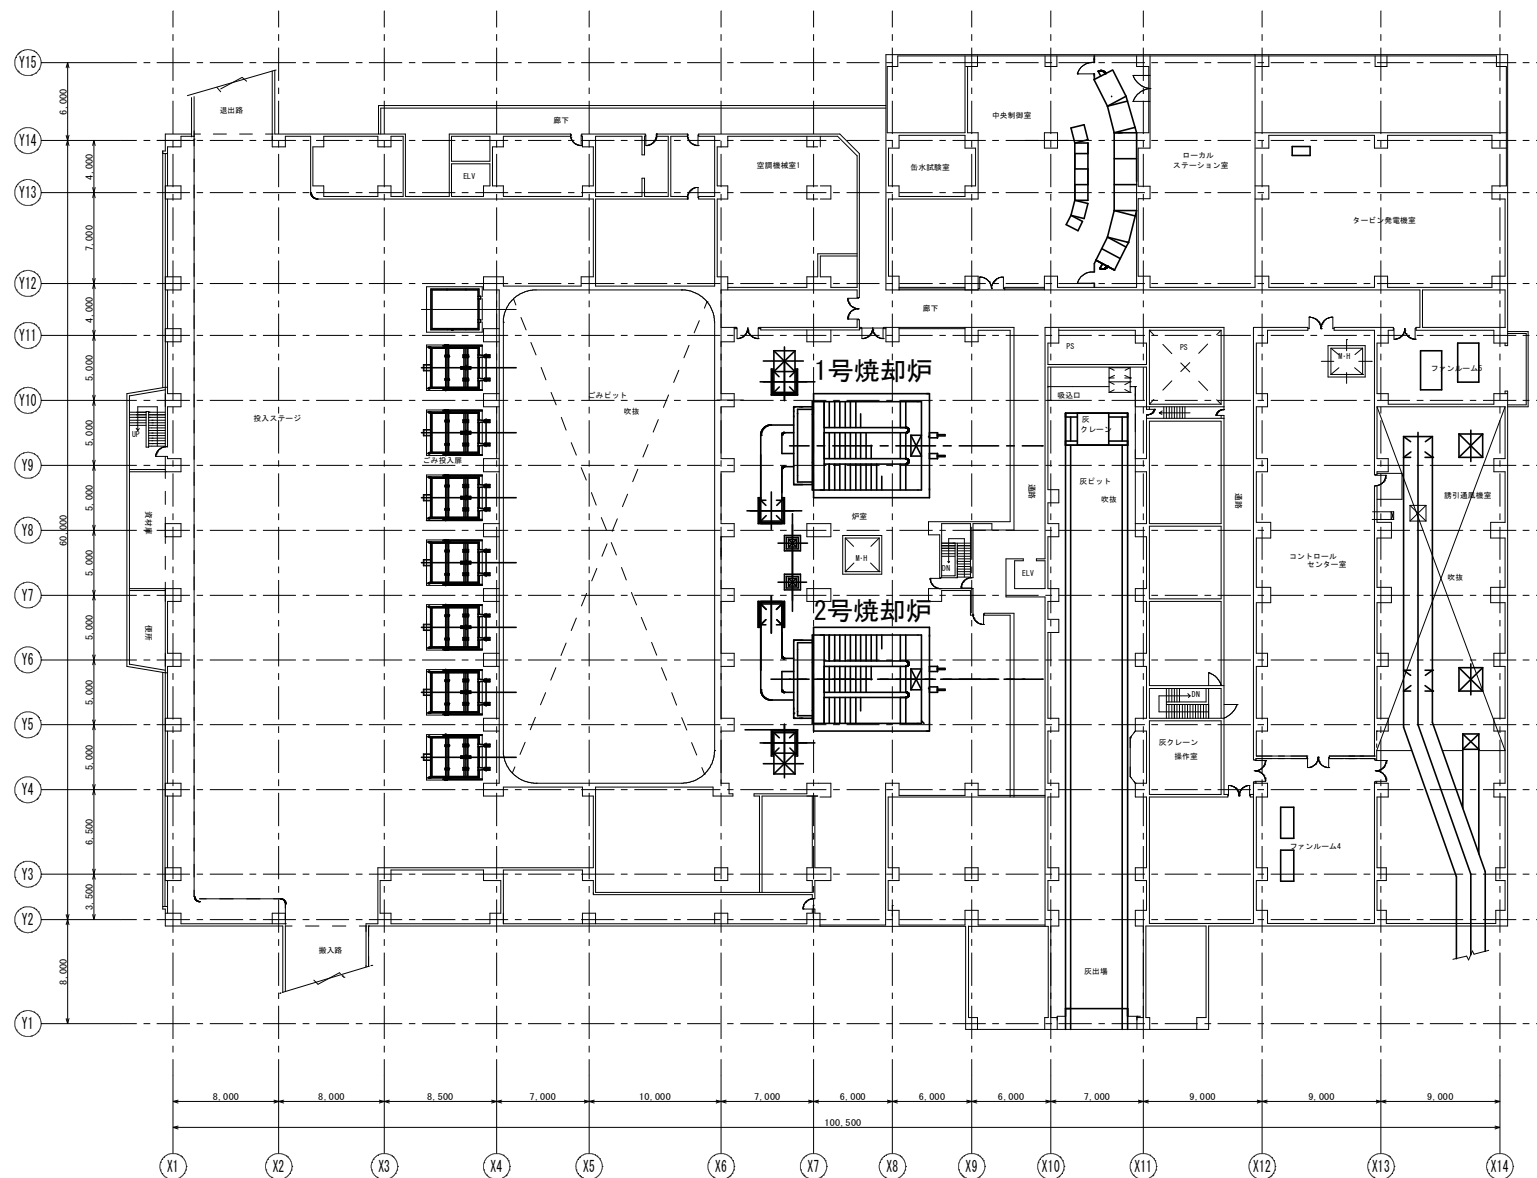 Y15
6,000
退出路
中央制御室
廊下
Y14
4,000
空調機械室1
缶水試験室
ローカル
ステーション室
ELV
Y13
タービン発電機室
7,000
Y12
4,000
廊下
Y11
PS
PS
M・H
1号焼却炉
ファンルーム5
5,000
Y10
ごみピット
吹抜
吸込口
投入ステージ
灰
クレーン
UP
5,000
ごみ投入扉
Y9
灰ピット
吹抜
通路
通路
誘引通風機室
5,000
資材庫
炉室
Y8
60,000
M・H
コントロール
センター室
5,000
DN
ELV
吹抜
Y7
2号焼却炉
5,000
便所
Y6
5,000
DN
Y5
灰クレーン
操作室
5,000
Y4
6,500
ファンルーム4
Y3
3,500
Y2
搬入路
灰出場
8,000
Y1
8,000
8,000
8,500
7,000
10,000
7,000
6,000
6,000
6,000
7,000
9,000
9,000
9,000
100,500
X1
X2
X3
X4
X5
X6
X7
X8
X9
X10
X11
X12
X13
X14